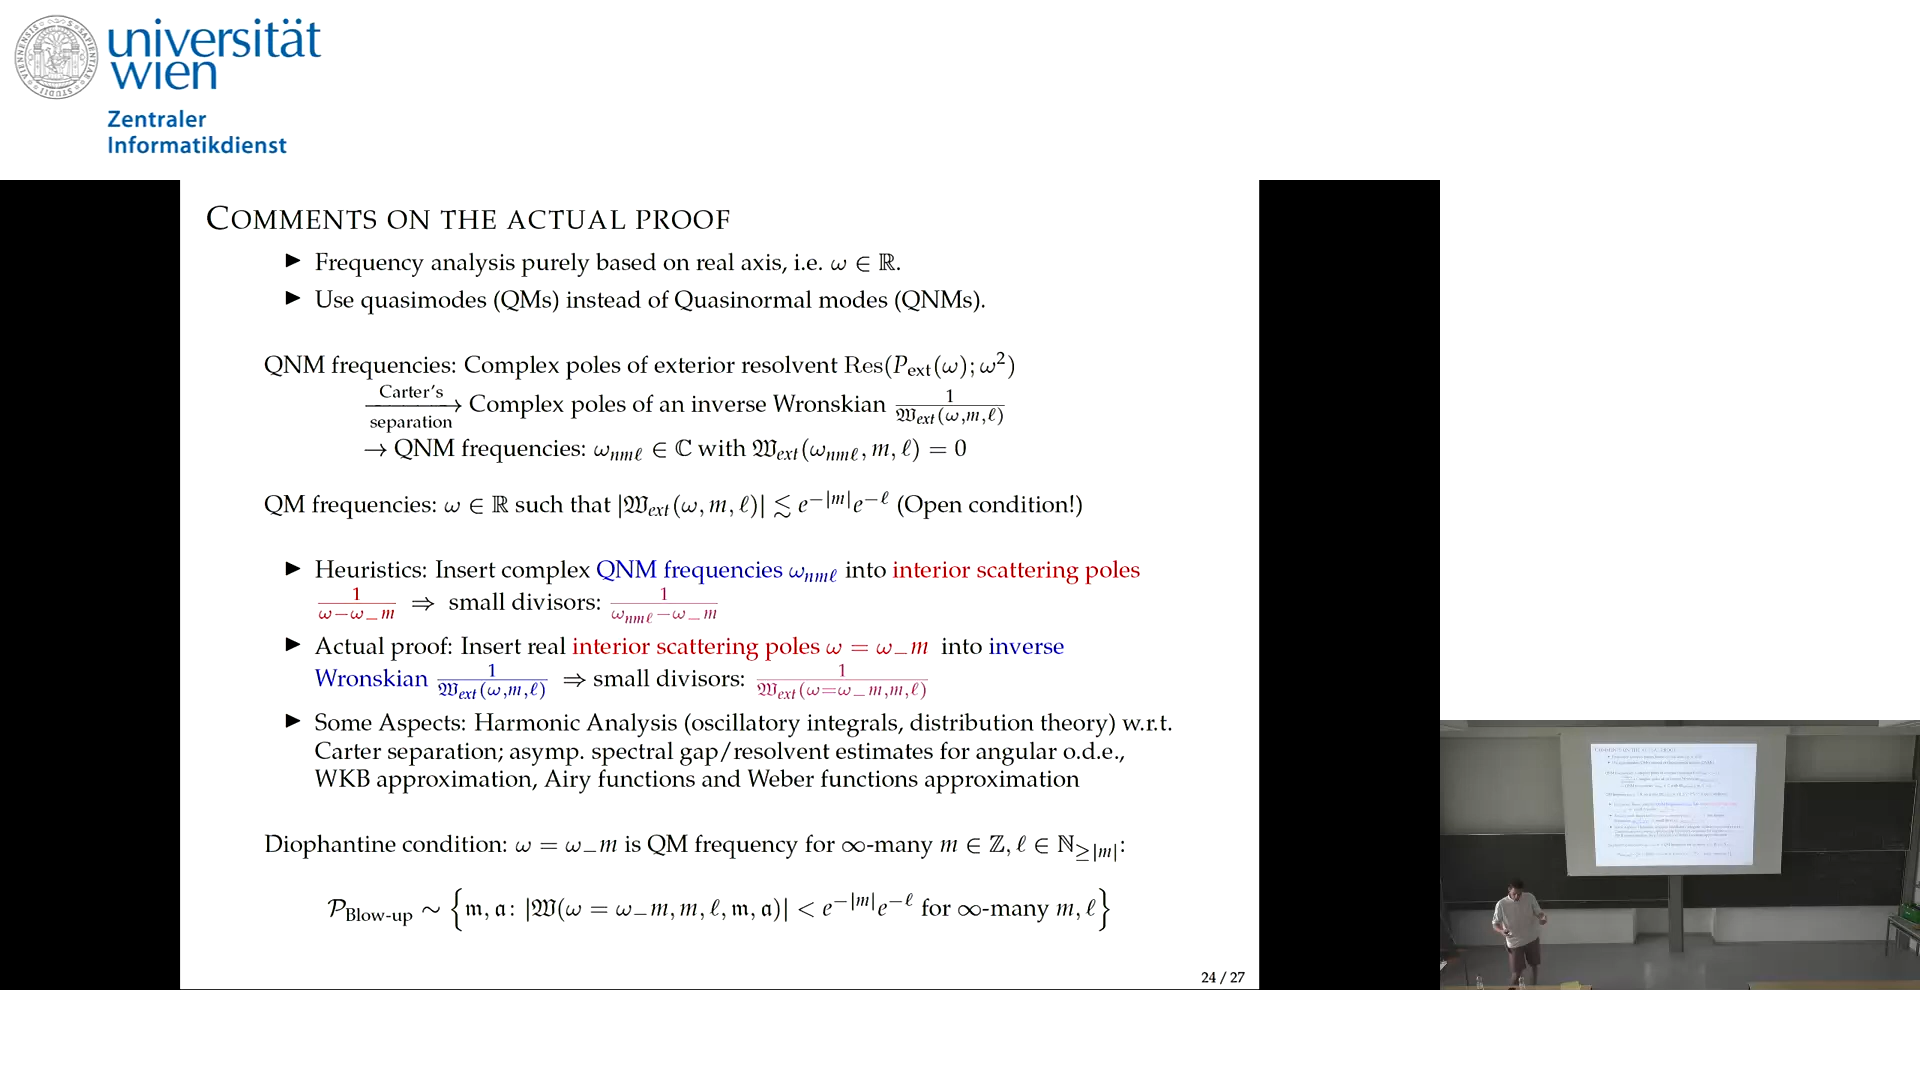 universität
wien
Zentraler
Informatikdienst
COMMENTS ON THE ACTUAL PROOF
▶ Frequency analysis purely based on real axis, i.e. ω ∈ ℝ.
▶ Use quasimodes (QMs) instead of Quasinormal modes (QNMs).
QNM frequencies: Complex poles of exterior resolvent Res(P_ext(ω); ω²)
Carter's separation → Complex poles of an inverse Wronskian 1/𝔚_ext(ω,m,ℓ)
→ QNM frequencies: ω_nmℓ ∈ ℂ with 𝔚_ext(ω_nmℓ, m, ℓ) = 0
QM frequencies: ω ∈ ℝ such that |𝔚_ext(ω, m, ℓ)| ≲ e^{−|m|}e^{−ℓ} (Open condition!)
▶ Heuristics: Insert complex QNM frequencies ω_nmℓ into interior scattering poles
1/(ω−ω_−m) ⇒ small divisors: 1/(ω_nmℓ−ω_−m)
▶ Actual proof: Insert real interior scattering poles ω = ω_−m into inverse
Wronskian 1/𝔚_ext(ω,m,ℓ) ⇒ small divisors: 1/𝔚_ext(ω=ω_−m,m,ℓ)
▶ Some Aspects: Harmonic Analysis (oscillatory integrals, distribution theory) w.r.t.
Carter separation; asymp. spectral gap/resolvent estimates for angular o.d.e.,
WKB approximation, Airy functions and Weber functions approximation
Diophantine condition: ω = ω_−m is QM frequency for ∞-many m ∈ ℤ, ℓ ∈ ℕ_{≥|m|}:
𝒫_Blow-up ∼ {𝔪, 𝔞: |𝔚(ω = ω_−m, m, ℓ, 𝔪, 𝔞)| < e^{−|m|}e^{−ℓ} for ∞-many m, ℓ}
24 / 27
COMMENTS ON THE ACTUAL PROOF